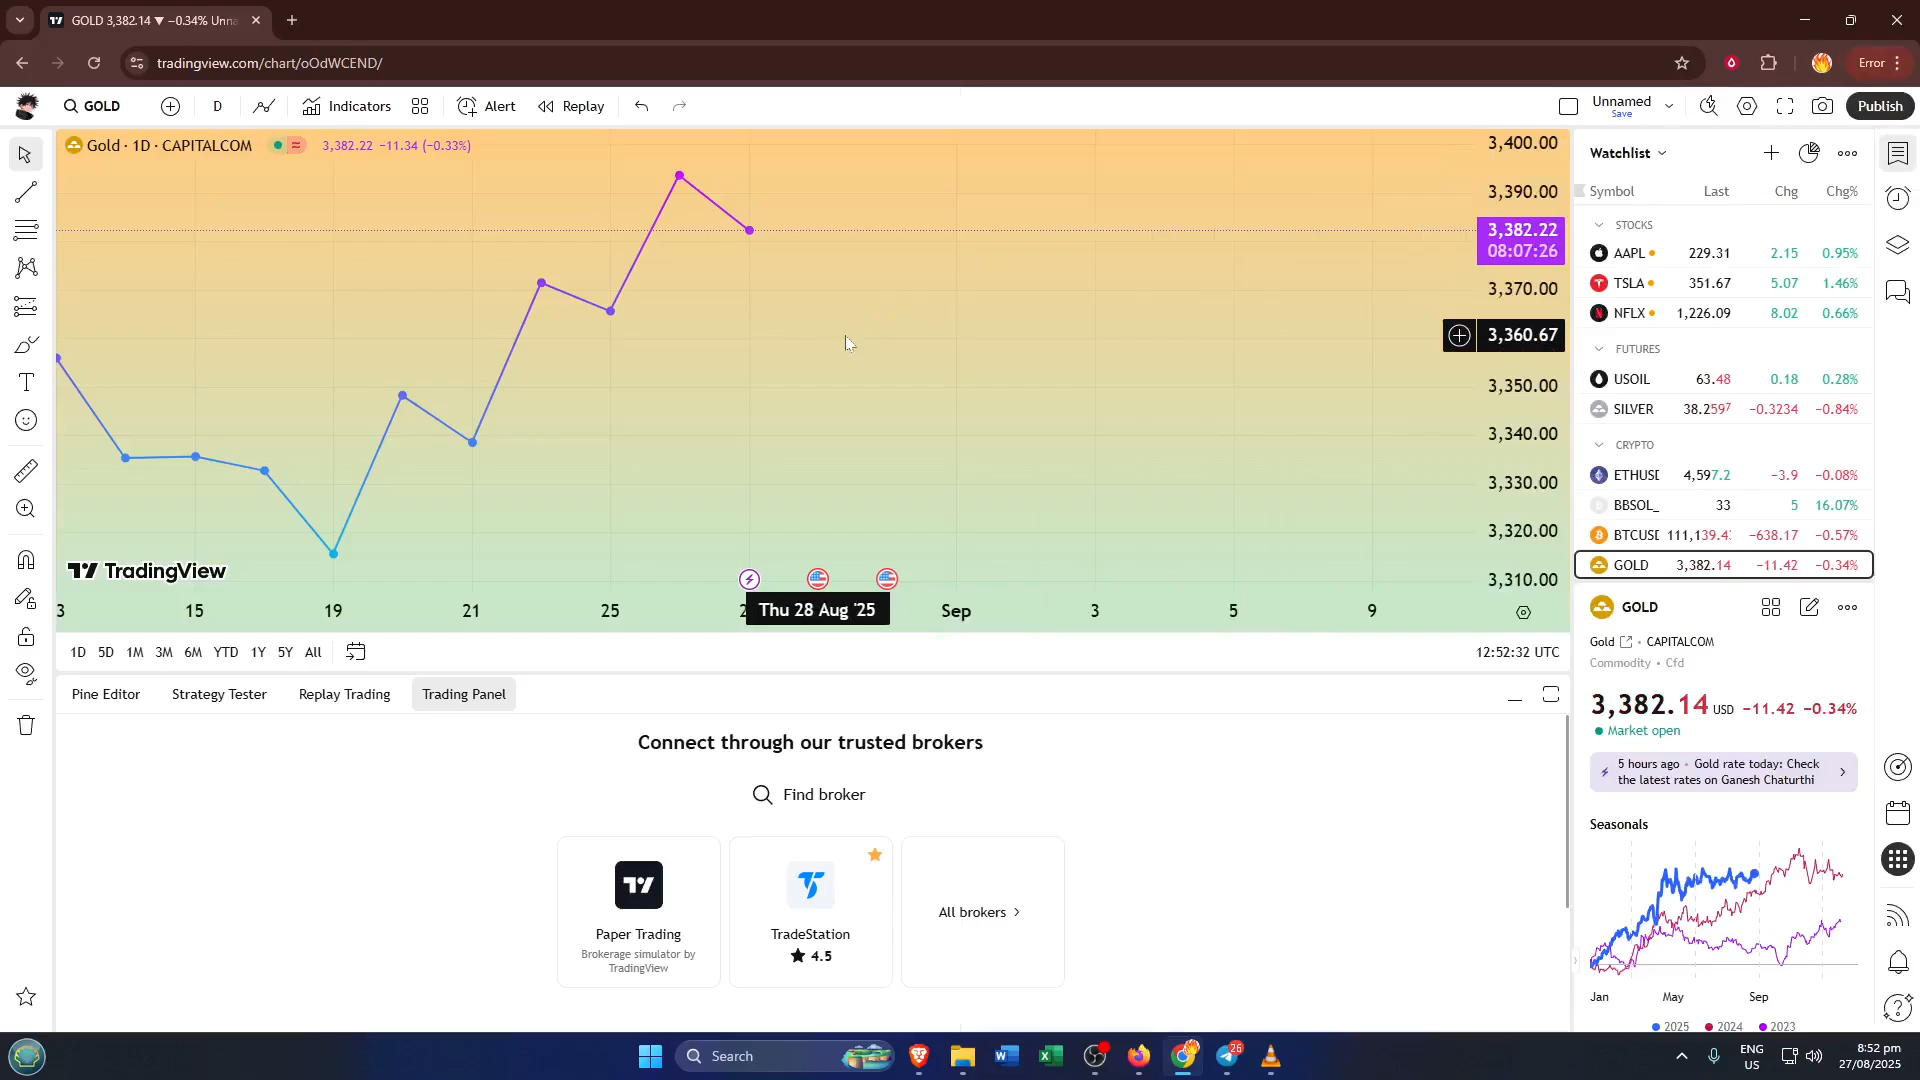 GOLD 3,382.14 ▼ −0.34% Unna
tradingview.com/chart/oOdWCEND/
Error
GOLD
D
Indicators
Alert
Replay
Unnamed
Save
Publish
Gold · 1D · CAPITALCOM
3,382.22 −11.34 (−0.33%)
3,400.00
3,390.00
3,382.22
08:07:26
3,370.00
3,360.67
3,350.00
3,340.00
3,330.00
3,320.00
3,310.00
TradingView
3 15 19 21 25 2 Thu 28 Aug '25 Sep 3 5 9
1D 5D 1M 3M 6M YTD 1Y 5Y All
12:52:32 UTC
Pine Editor Strategy Tester Replay Trading Trading Panel
Connect through our trusted brokers
Find broker
Paper Trading
Brokerage simulator by
TradingView
TradeStation
4.5
All brokers
Watchlist
Symbol Last Chg Chg%
STOCKS
AAPL 229.31 2.15 0.95%
TSLA 351.67 5.07 1.46%
NFLX 1,226.09 8.02 0.66%
FUTURES
USOIL 63.48 0.18 0.28%
SILVER 38.2597 −0.3234 −0.84%
CRYPTO
ETHUSD 4,597.2 −3.9 −0.08%
BBSOL_ 33 5 16.07%
BTCUSD 111,139.4 −638.17 −0.57%
GOLD 3,382.14 −11.42 −0.34%
GOLD
Gold • CAPITALCOM
Commodity • Cfd
3,382.14 USD −11.42 −0.34%
Market open
5 hours ago • Gold rate today: Check
the latest rates on Ganesh Chaturthi
Seasonals
Jan May Sep
2025 2024 2023
Search
26
ENG
US
8:52 pm
27/08/2025